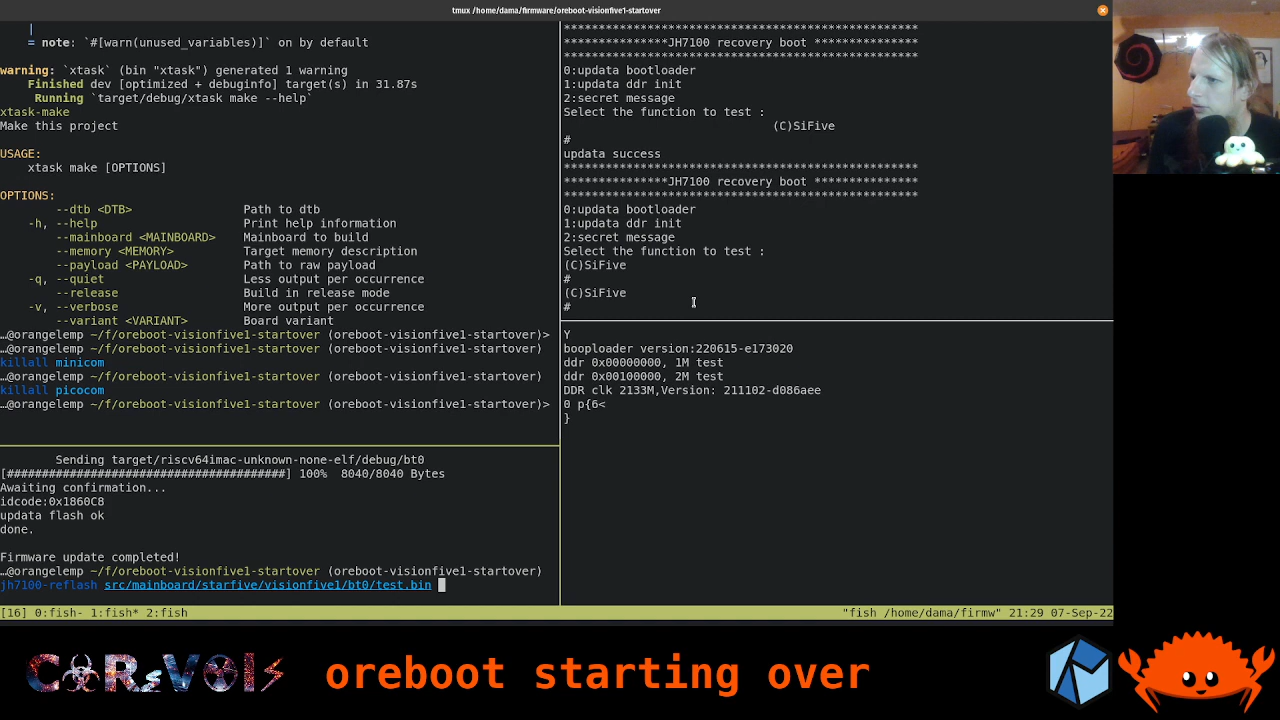 tmux /home/dama/firmware/oreboot-visionfive1-startover
|
= note: `#[warn(unused_variables)]` on by default
warning: `xtask` (bin "xtask") generated 1 warning
Finished dev [optimized + debuginfo] target(s) in 31.87s
Running `target/debug/xtask make --help`
xtask-make
Make this project
USAGE:
xtask make [OPTIONS]
OPTIONS:
--dtb <DTB> Path to dtb
-h, --help Print help information
--mainboard <MAINBOARD> Mainboard to build
--memory <MEMORY> Target memory description
--payload <PAYLOAD> Path to raw payload
-q, --quiet Less output per occurrence
--release Build in release mode
-v, --verbose More output per occurrence
--variant <VARIANT> Board variant
…@orangelemp ~/f/oreboot-visionfive1-startover (oreboot-visionfive1-startover)>
…@orangelemp ~/f/oreboot-visionfive1-startover (oreboot-visionfive1-startover)
killall minicom
…@orangelemp ~/f/oreboot-visionfive1-startover (oreboot-visionfive1-startover)
killall picocom
…@orangelemp ~/f/oreboot-visionfive1-startover (oreboot-visionfive1-startover)>
Sending target/riscv64imac-unknown-none-elf/debug/bt0
[########################################] 100% 8040/8040 Bytes
Awaiting confirmation...
idcode:0x1860C8
updata flash ok
done.
Firmware update completed!
…@orangelemp ~/f/oreboot-visionfive1-startover (oreboot-visionfive1-startover)
jh7100-reflash src/mainboard/starfive/visionfive1/bt0/test.bin
***************************************************
***************JH7100 recovery boot ***************
***************************************************
0:updata bootloader
1:updata ddr init
2:secret message
Select the function to test :
(C)SiFive
#
updata success
***************************************************
***************JH7100 recovery boot ***************
***************************************************
0:updata bootloader
1:updata ddr init
2:secret message
Select the function to test :
(C)SiFive
#
(C)SiFive
#
Y
booploader version:220615-e173020
ddr 0x00000000, 1M test
ddr 0x00100000, 2M test
DDR clk 2133M,Version: 211102-d086aee
0 p{6<
}
[16] 0:fish- 1:fish* 2:fish "fish /home/dama/firmw" 21:29 07-Sep-22
oreboot starting over